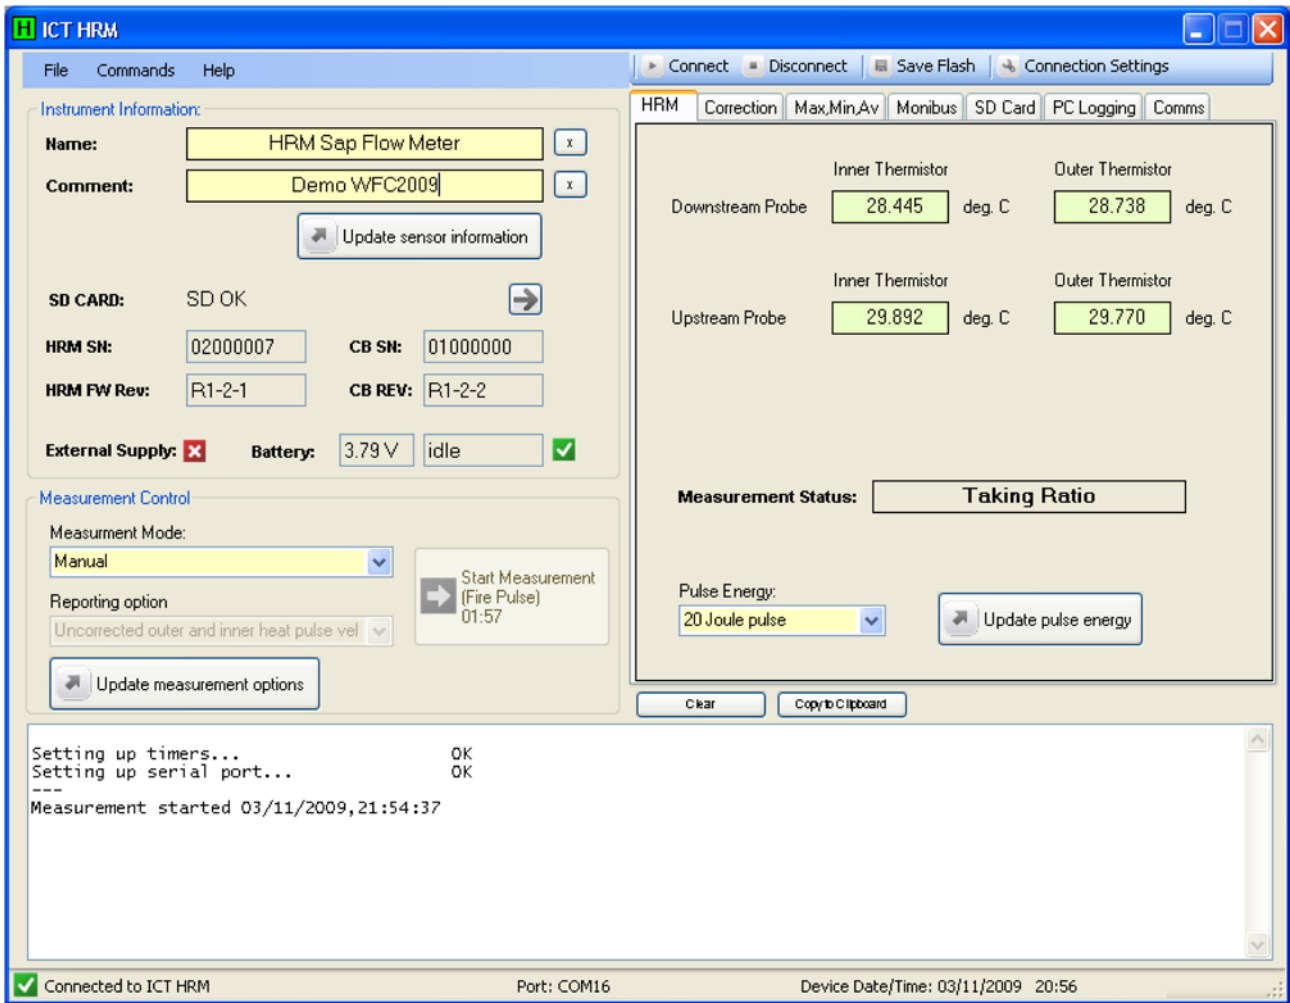 ICT HRM
File Commands Help
Connect Disconnect Save Flash Connection Settings
Instrument Information:
Name: HRM Sap Flow Meter x
Comment: Demo WFC2009 x
Update sensor information
SD CARD: SD OK
HRM SN: 02000007 CB SN: 01000000
HRM FW Rev: R1-2-1 CB REV: R1-2-2
External Supply: Battery: 3.79 V idle
Measurement Control
Measurment Mode:
Manual
Reporting option
Uncorrected outer and inner heat pulse vel
Start Measurement
(Fire Pulse)
01:57
Update measurement options
HRM Correction Max,Min,Av Monibus SD Card PC Logging Comms
Inner Thermistor Outer Thermistor
Downstream Probe 28.445 deg. C 28.738 deg. C
Inner Thermistor Outer Thermistor
Upstream Probe 29.892 deg. C 29.770 deg. C
Measurement Status: Taking Ratio
Pulse Energy:
20 Joule pulse
Update pulse energy
Clear Copy to Clipboard
Setting up timers... OK
Setting up serial port... OK
---
Measurement started 03/11/2009,21:54:37
Connected to ICT HRM Port: COM16 Device Date/Time: 03/11/2009 20:56